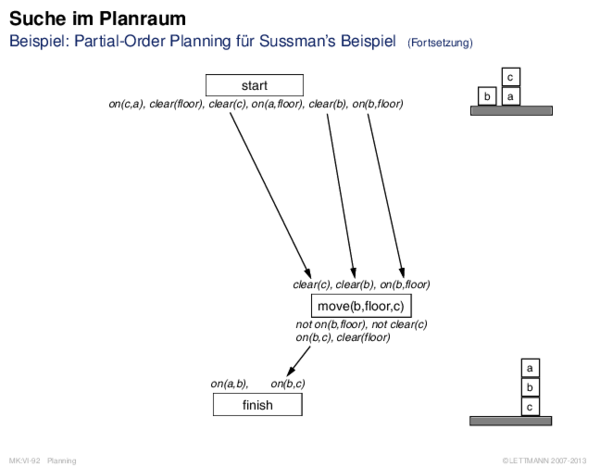 Suche im Planraum
Beispiel: Partial-Order Planning für Sussman's Beispiel (Fortsetzung)
start
on(c,a), clear(floor), clear(c), on(a,floor), clear(b), on(b,floor)
c
b a
clear(c), clear(b), on(b,floor)
move(b,floor,c)
not on(b,floor), not clear(c)
on(b,c), clear(floor)
on(a,b), on(b,c)
finish
a
b
c
MK:VI-92 Planning
©LETTMANN 2007-2013